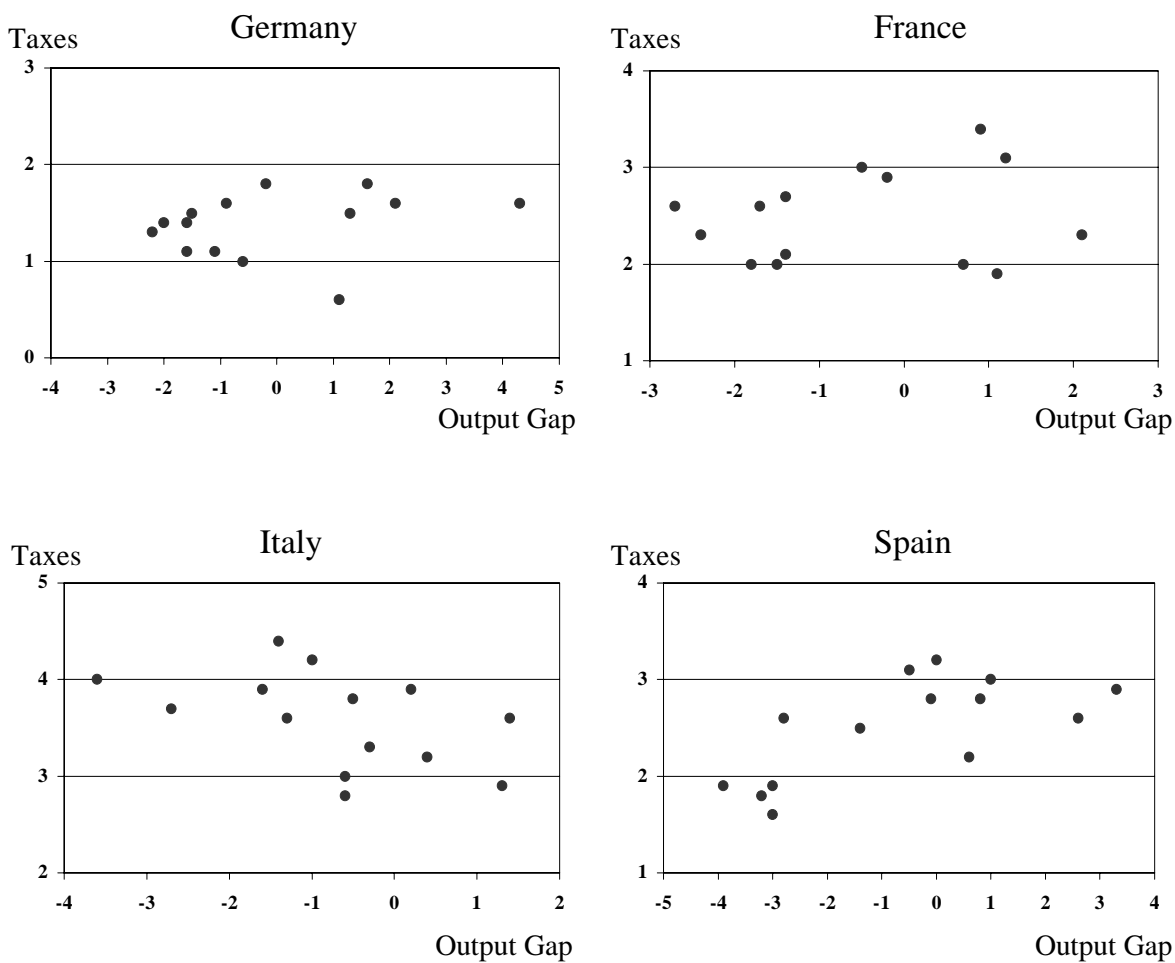 Germany
Taxes
3
2
1
0
-4 -3 -2 -1 0 1 2 3 4 5
Output Gap
France
Taxes
4
3
2
1
-3 -2 -1 0 1 2 3
Output Gap
Italy
Taxes
5
4
3
2
-4 -3 -2 -1 0 1 2
Output Gap
Spain
Taxes
4
3
2
1
-5 -4 -3 -2 -1 0 1 2 3 4
Output Gap